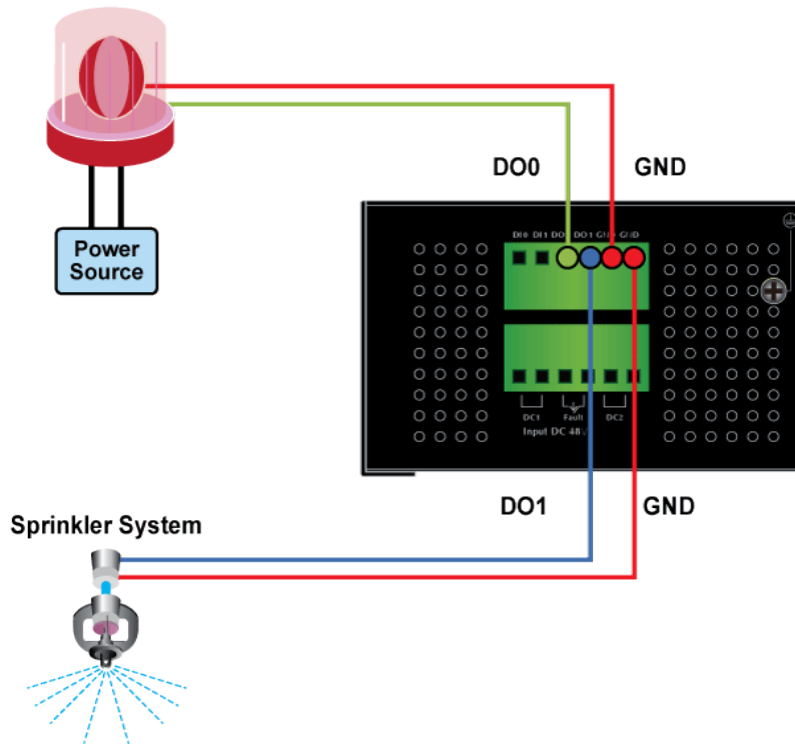 DO0 GND
Power
Source
DI0 DI1 DO0 DO1 GND GND
DC1 Fault DC2
Input DC 48V
DO1 GND
Sprinkler System